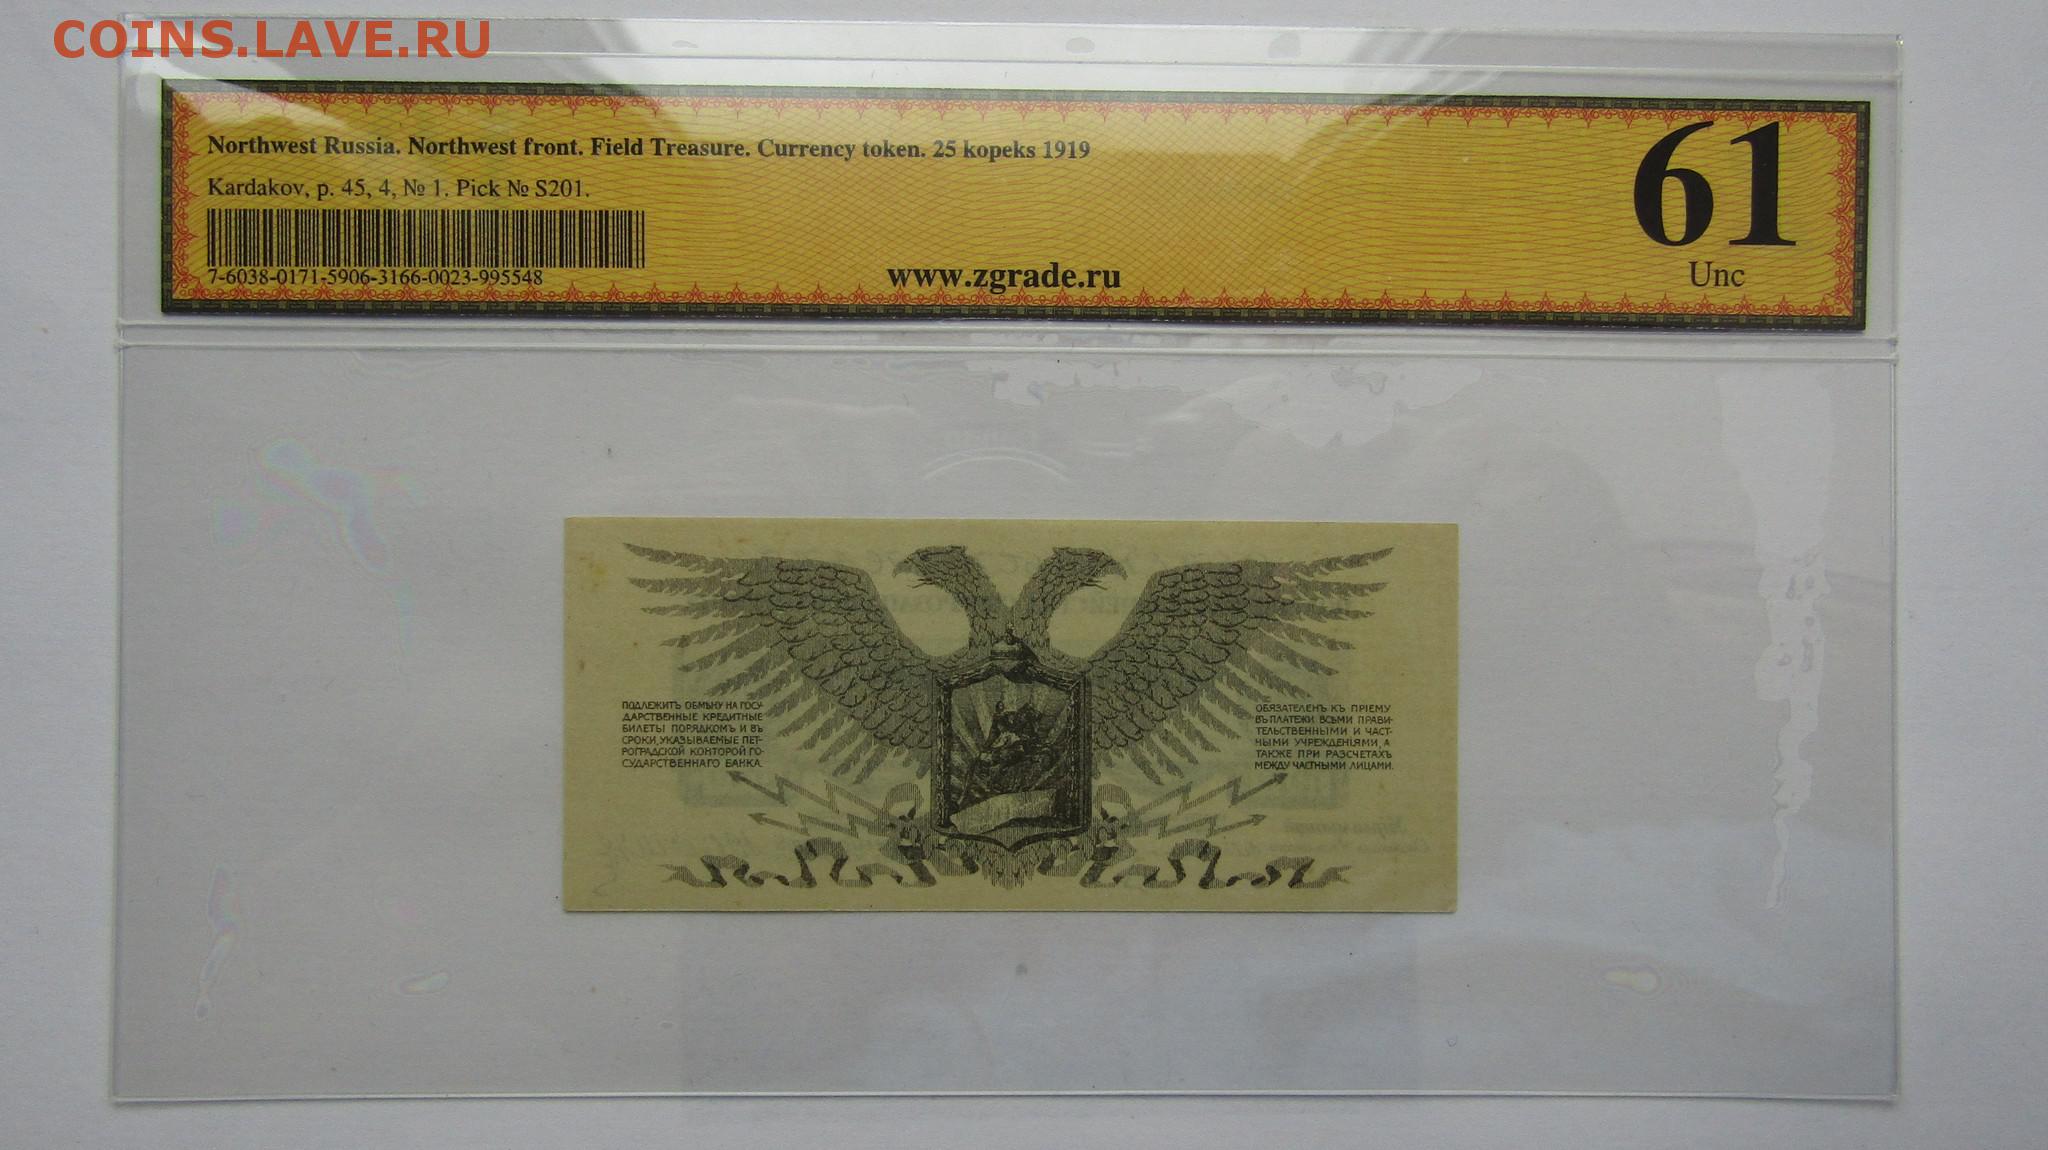 COINS.LAVE.RU
Northwest Russia. Northwest front. Field Treasure. Currency token. 25 kopeks 1919
Kardakov, p. 45, 4, № 1. Pick № S201.
7-6038-0171-5906-3166-0023-995548
www.zgrade.ru
61
Unc
ПОДЛЕЖИТЪ ОБМѢНУ НА ГОСУ-
ДАРСТВЕННЫЕ КРЕДИТНЫЕ
БИЛЕТЫ ПОРЯДКОМЪ И ВЪ
СРОКИ, УКАЗЫВАЕМЫЕ ПЕТ-
РОГРАДСКОЙ КОНТОРОЙ ГО-
СУДАРСТВЕННАГО БАНКА.
ОБЯЗАТЕЛЕНЪ КЪ ПРІЕМУ
ВЪ ПЛАТЕЖИ ВСѢМИ ПРАВИ-
ТЕЛЬСТВЕННЫМИ И ЧАСТ-
НЫМИ УЧРЕЖДЕНІЯМИ, А
ТАКЖЕ ПРИ РАЗСЧЕТАХЪ
МЕЖДУ ЧАСТНЫМИ ЛИЦАМИ.